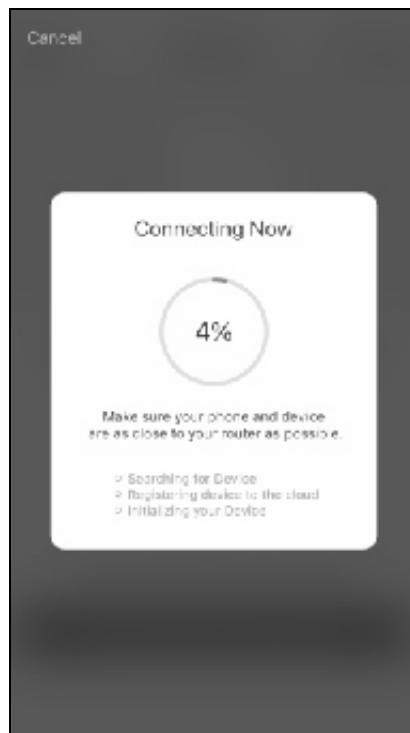 Cancel
Connecting Now
4%
Make sure your phone and device
are as close to your router as possible.
Searching for Device
Registering device to the cloud
Initializing your Device